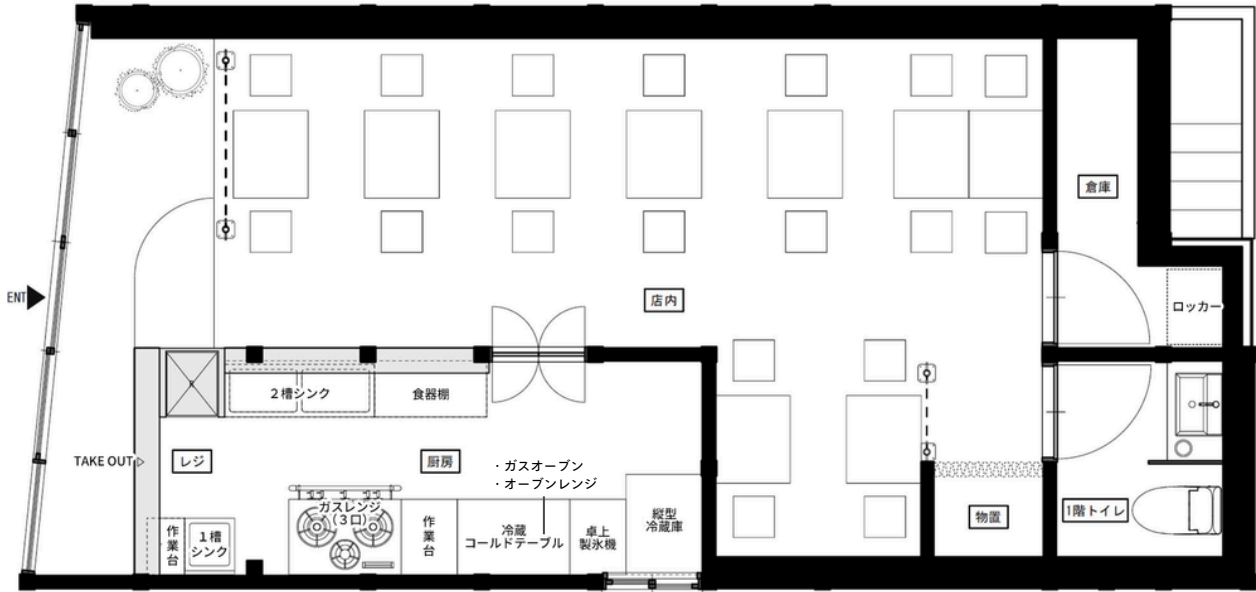 倉庫
ENT
店内
ロッカー
2槽シンク
食器棚
TAKE OUT
レジ
厨房
・ガスオーブン
・オーブンレンジ
ガスレンジ
(3口)
作業台
1槽
シンク
作業台
冷蔵
コールドテーブル
卓上
製氷機
縦型
冷蔵庫
物置
1階トイレ
R